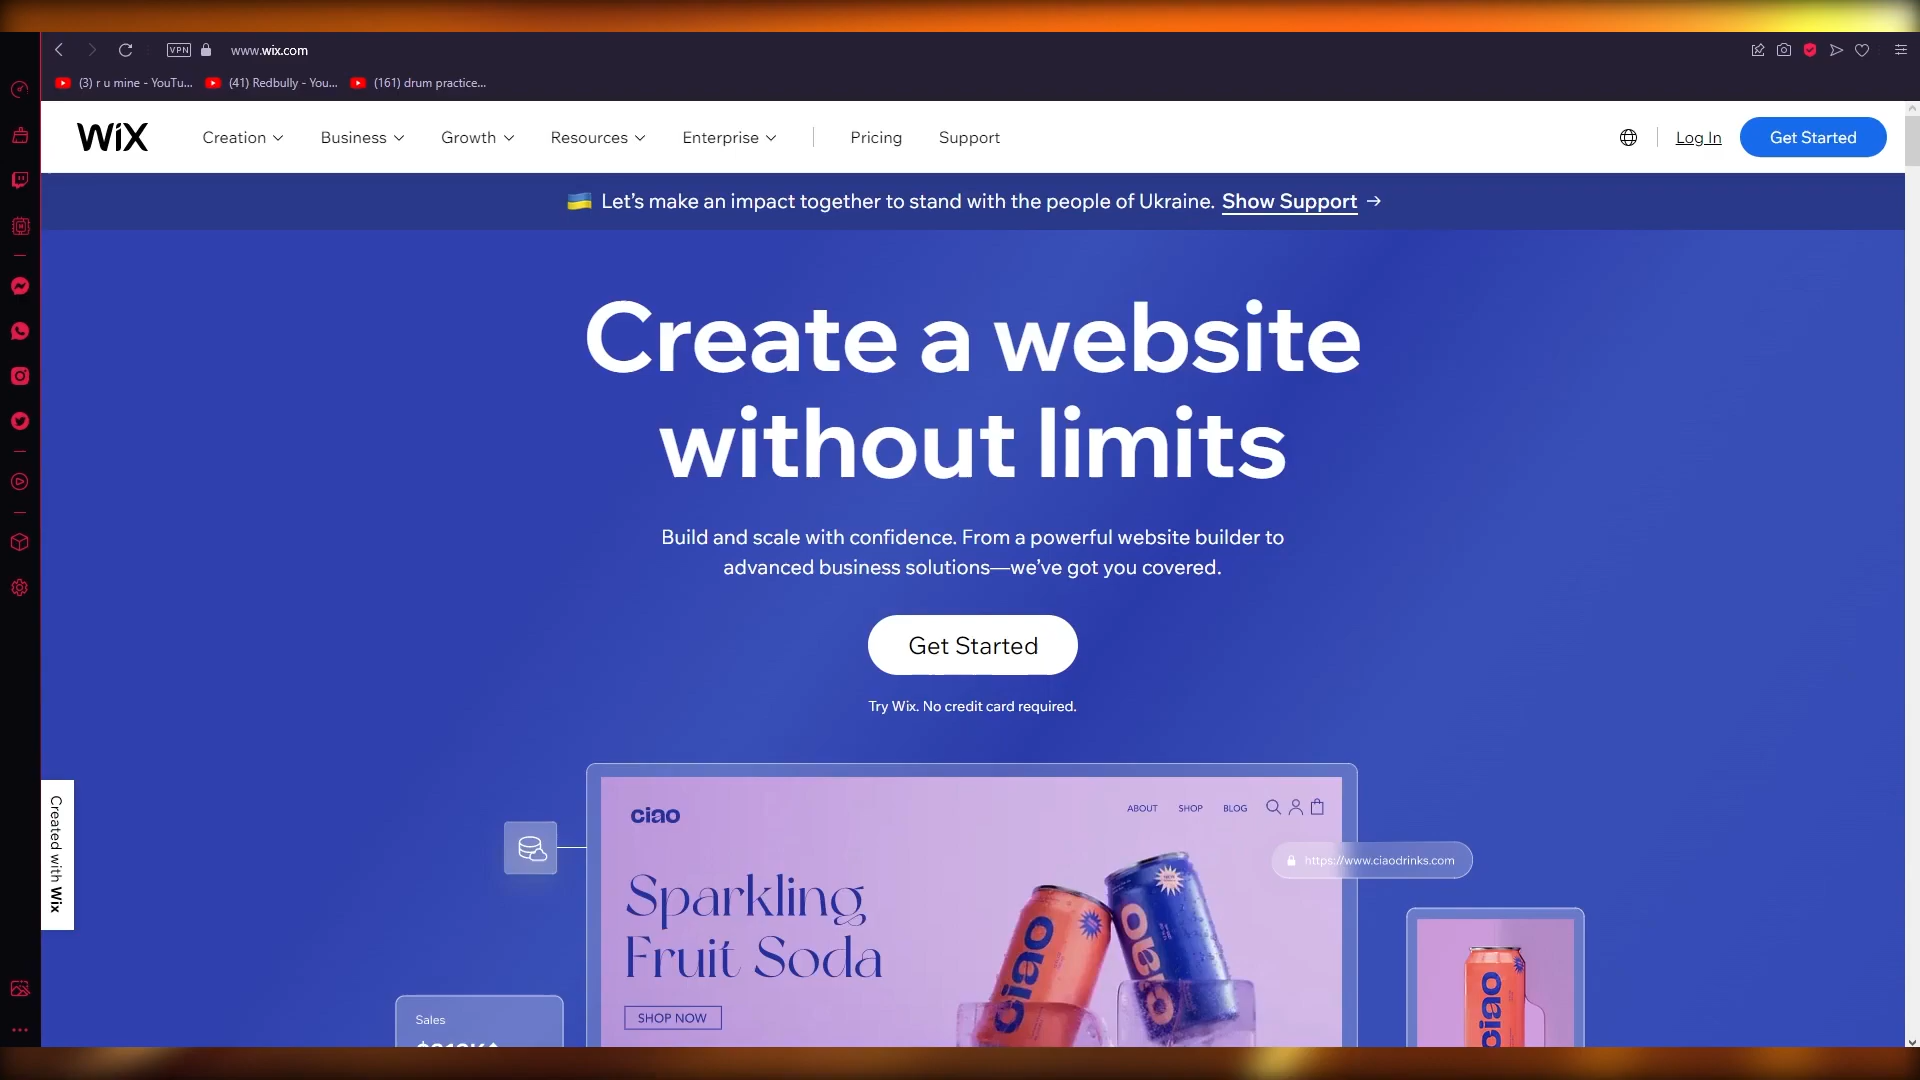 VPN
www.wix.com
(3) r u mine - YouTu...
(41) Redbully - You...
(161) drum practice...
WiX
Creation
Business
Growth
Resources
Enterprise
Pricing
Support
Log In
Get Started
Let's make an impact together to stand with the people of Ukraine. Show Support →
Create a website
without limits
Build and scale with confidence. From a powerful website builder to
advanced business solutions—we've got you covered.
Get Started
Try Wix. No credit card required.
Created with Wix
ciao
ABOUT
SHOP
BLOG
https://www.ciaodrinks.com
Sparkling
Fruit Soda
SHOP NOW
ciao
ciao
ciao
Sales